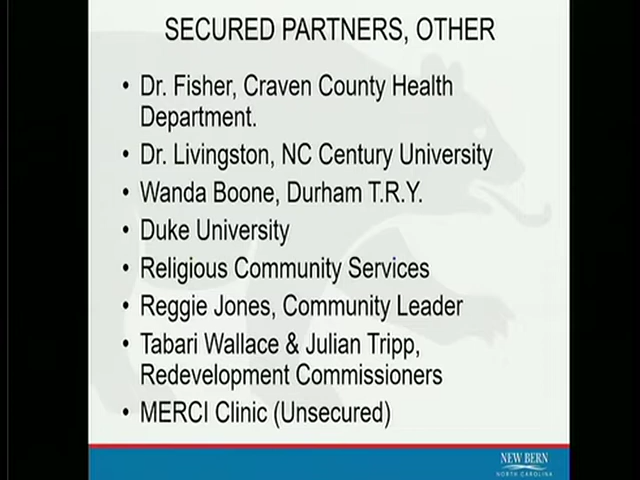 SECURED PARTNERS, OTHER
• Dr. Fisher, Craven County Health
Department.
• Dr. Livingston, NC Century University
• Wanda Boone, Durham T.R.Y.
• Duke University
• Religious Community Services
• Reggie Jones, Community Leader
• Tabari Wallace & Julian Tripp,
Redevelopment Commissioners
• MERCI Clinic (Unsecured)
NEW BERN
NORTH CAROLINA